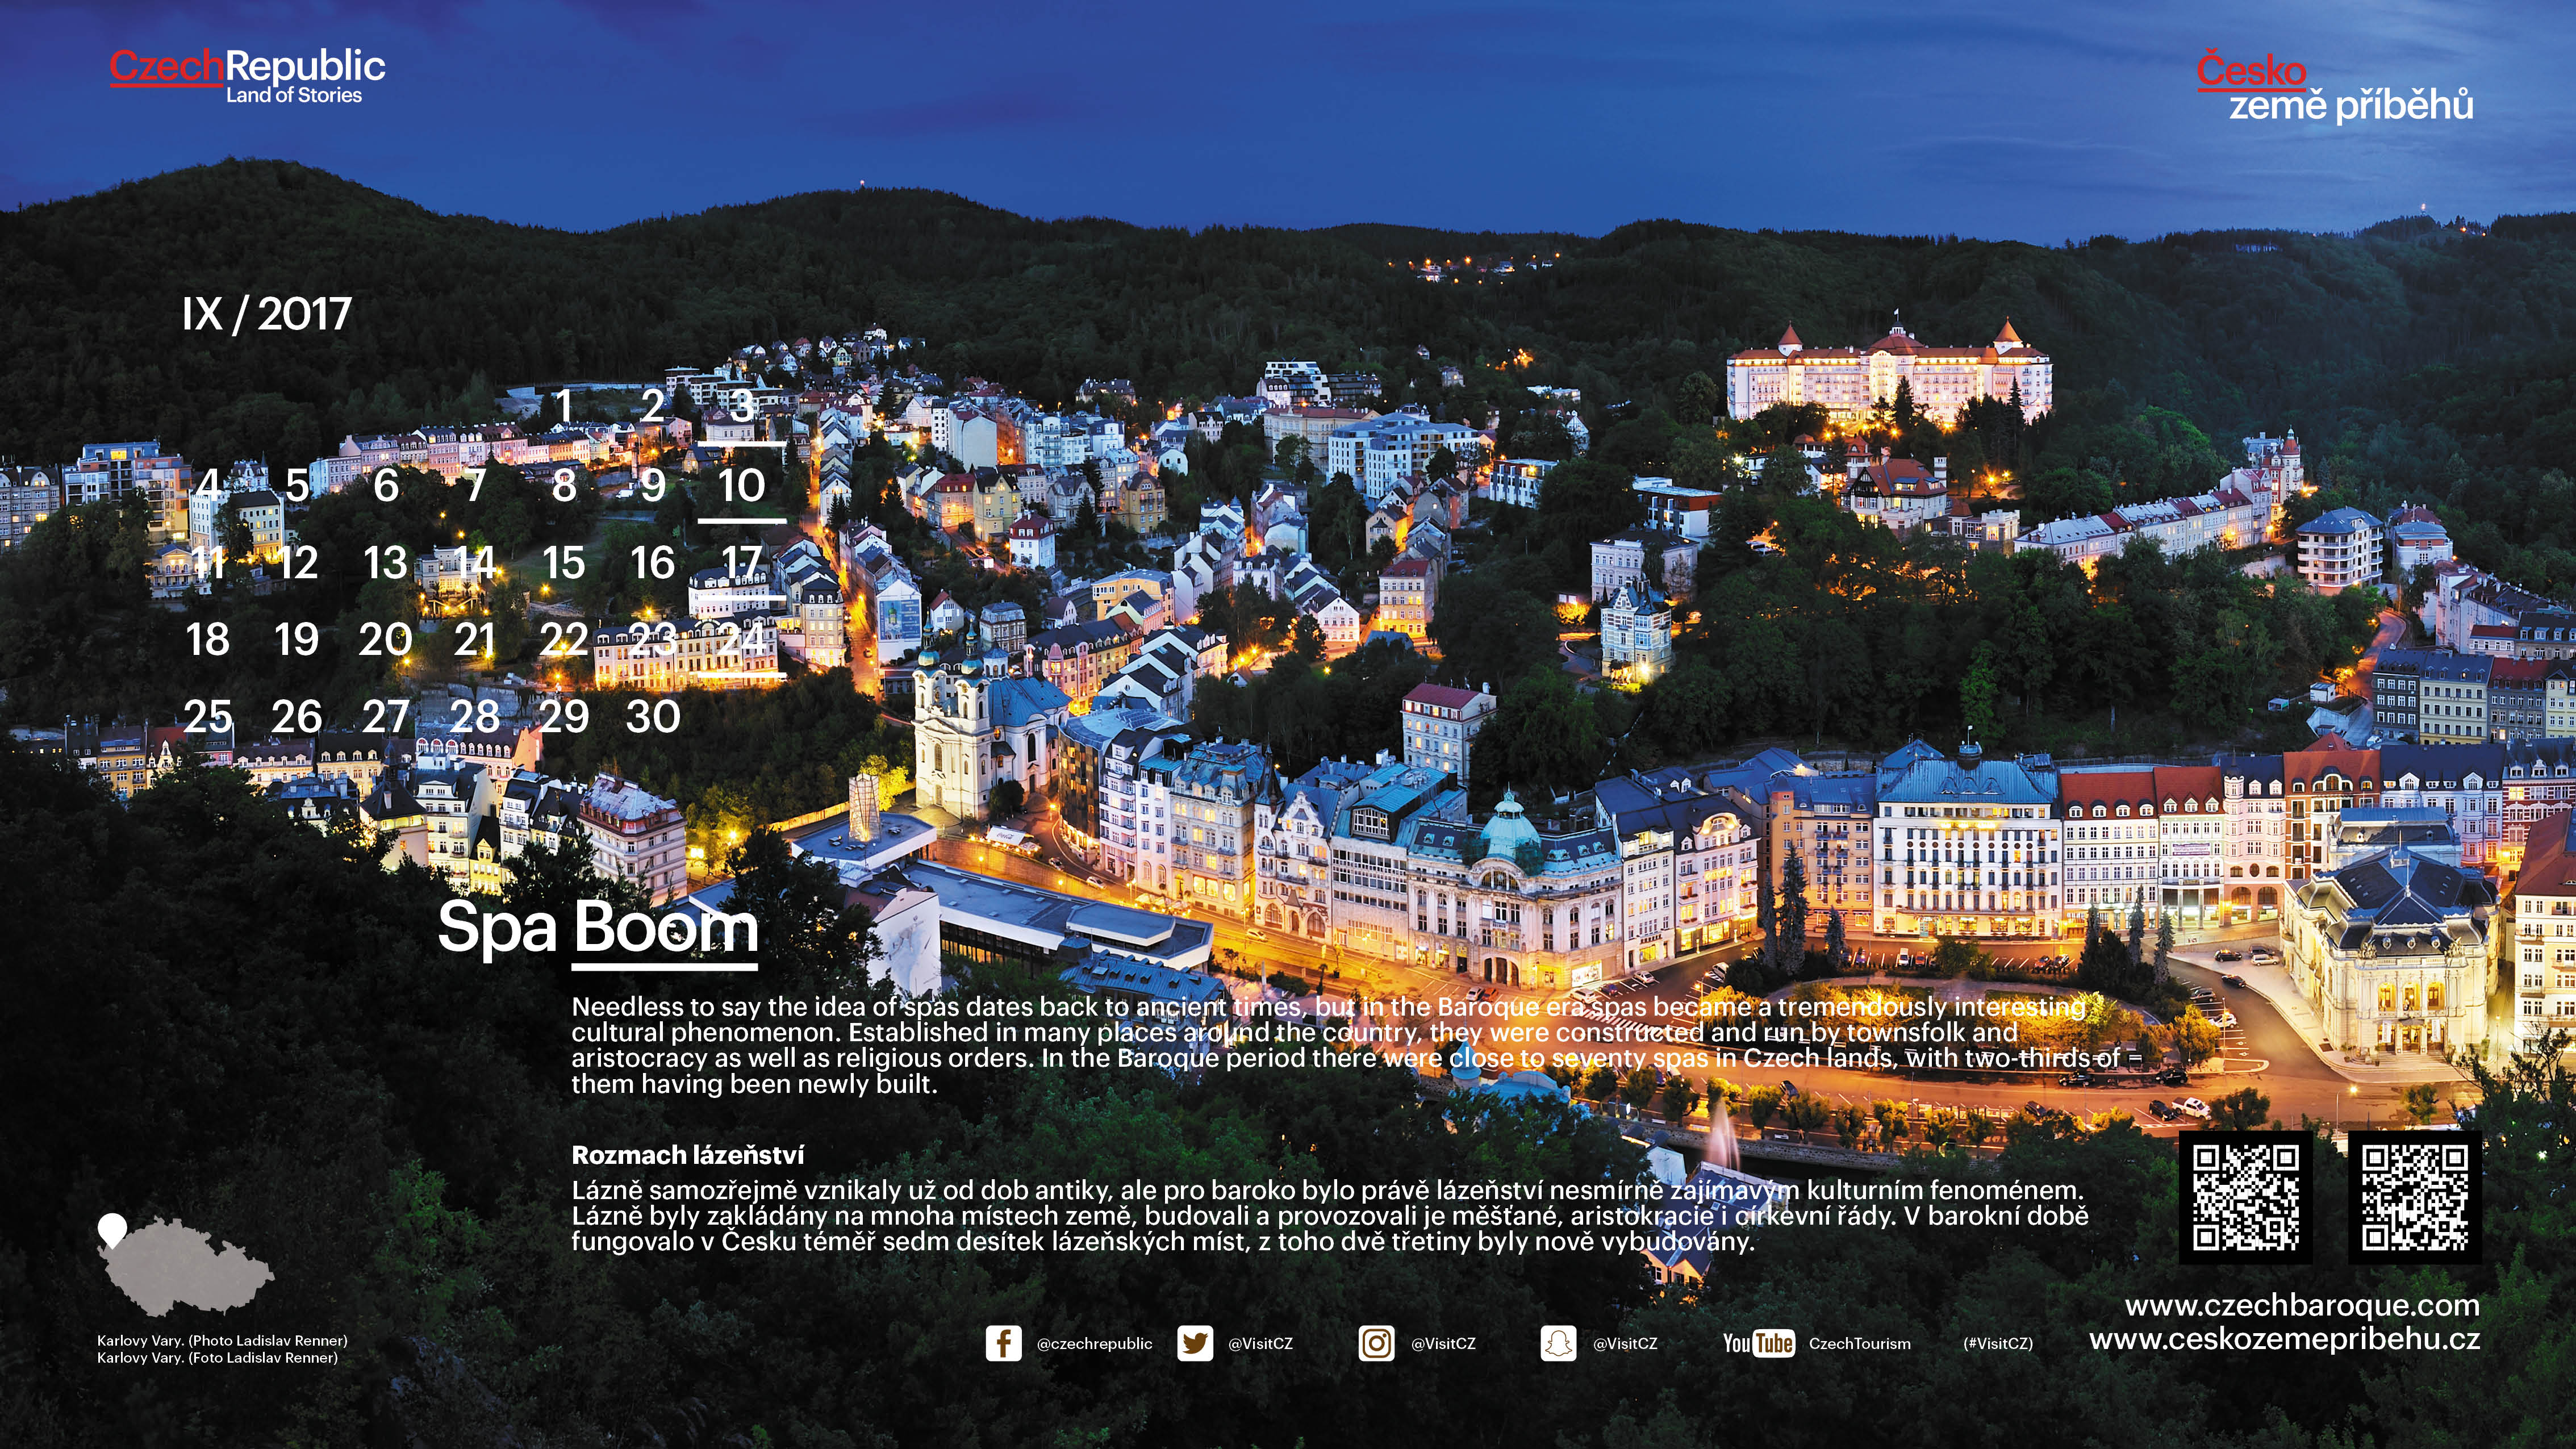 CzechRepublic
Land of Stories
Česko
země příběhů
IX / 2017
1 2 3
4 5 6 7 8 9 10
11 12 13 14 15 16 17
18 19 20 21 22 23 24
25 26 27 28 29 30
Spa Boom
Needless to say the idea of spas dates back to ancient times, but in the Baroque era spas became a tremendously interesting
cultural phenomenon. Established in many places around the country, they were constructed and run by townsfolk and
aristocracy as well as religious orders. In the Baroque period there were close to seventy spas in Czech lands, with two-thirds of
them having been newly built.
Rozmach lázeňství
Lázně samozřejmě vznikaly už od dob antiky, ale pro baroko bylo právě lázeňství nesmírně zajímavým kulturním fenoménem.
Lázně byly zakládány na mnoha místech země, budovali a provozovali je měšťané, aristokracie i církevní řády. V barokní době
fungovalo v Česku téměř sedm desítek lázeňských míst, z toho dvě třetiny byly nově vybudovány.
Karlovy Vary. (Photo Ladislav Renner)
Karlovy Vary. (Foto Ladislav Renner)
@czechrepublic @VisitCZ @VisitCZ @VisitCZ YouTube CzechTourism (#VisitCZ)
www.czechbaroque.com
www.ceskozemepribehu.cz